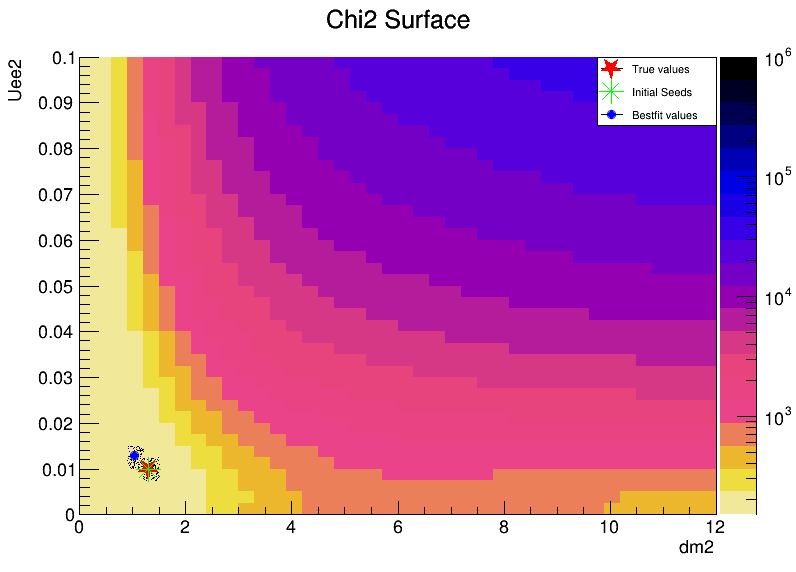 Chi2 Surface
Uee2
0.1
0.09
0.08
0.07
0.06
0.05
0.04
0.03
0.02
0.01
0
0 2 4 6 8 10 12
dm2
True values
Initial Seeds
Bestfit values
10^6
10^5
10^4
10^3